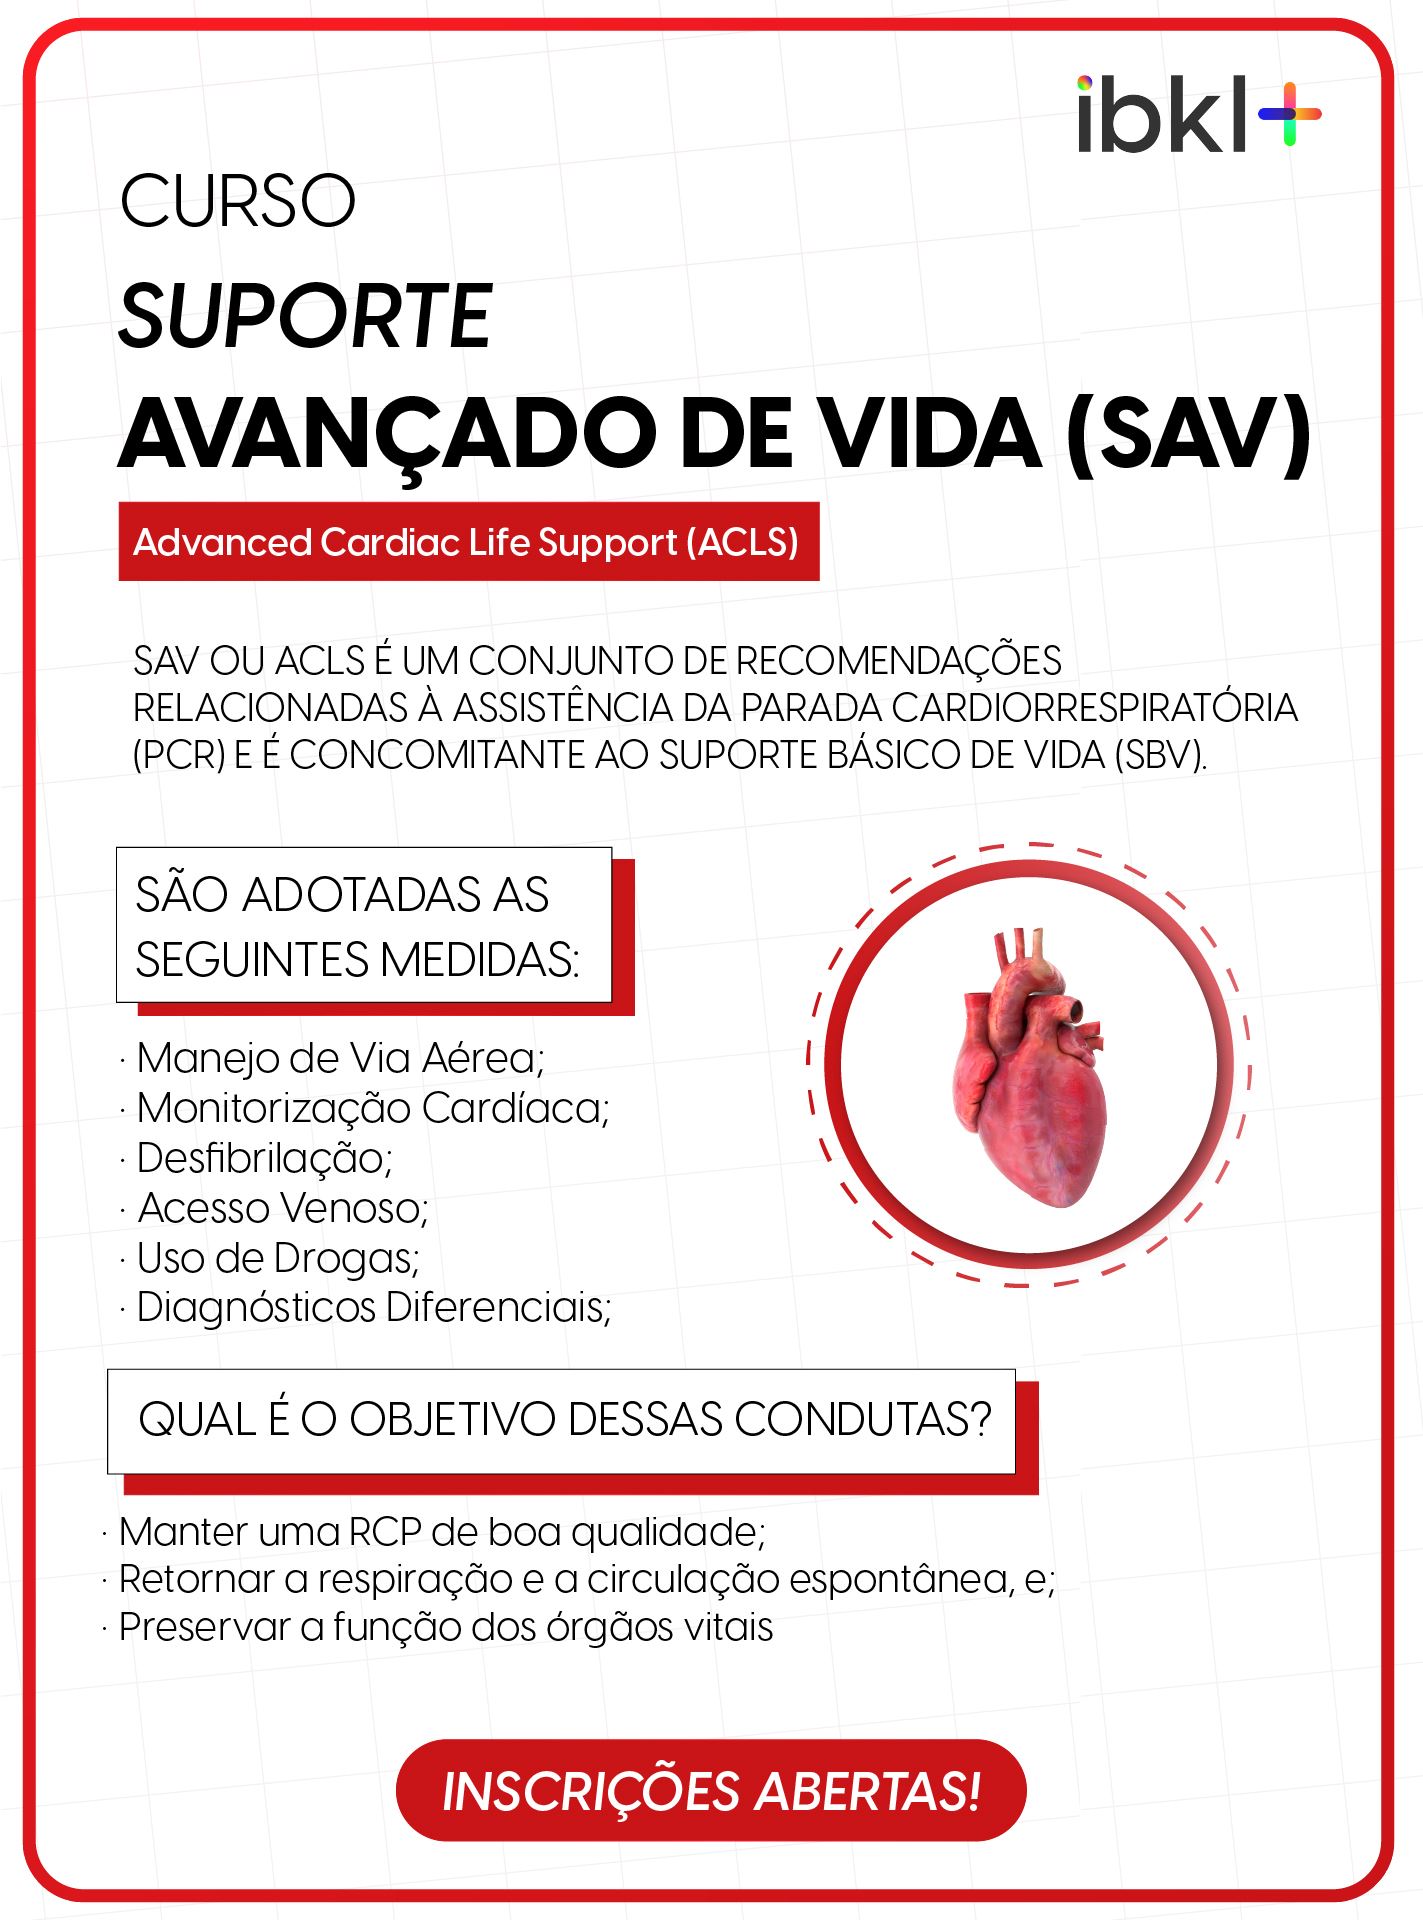 ibkl+
CURSO
SUPORTE
AVANÇADO DE VIDA (SAV)
Advanced Cardiac Life Support (ACLS)
SAV OU ACLS É UM CONJUNTO DE RECOMENDAÇÕES
RELACIONADAS À ASSISTÊNCIA DA PARADA CARDIORRESPIRATÓRIA
(PCR) E É CONCOMITANTE AO SUPORTE BÁSICO DE VIDA (SBV).
SÃO ADOTADAS AS
SEGUINTES MEDIDAS:
· Manejo de Via Aérea;
· Monitorização Cardíaca;
· Desfibrilação;
· Acesso Venoso;
· Uso de Drogas;
· Diagnósticos Diferenciais;
QUAL É O OBJETIVO DESSAS CONDUTAS?
· Manter uma RCP de boa qualidade;
· Retornar a respiração e a circulação espontânea, e;
· Preservar a função dos órgãos vitais
INSCRIÇÕES ABERTAS!